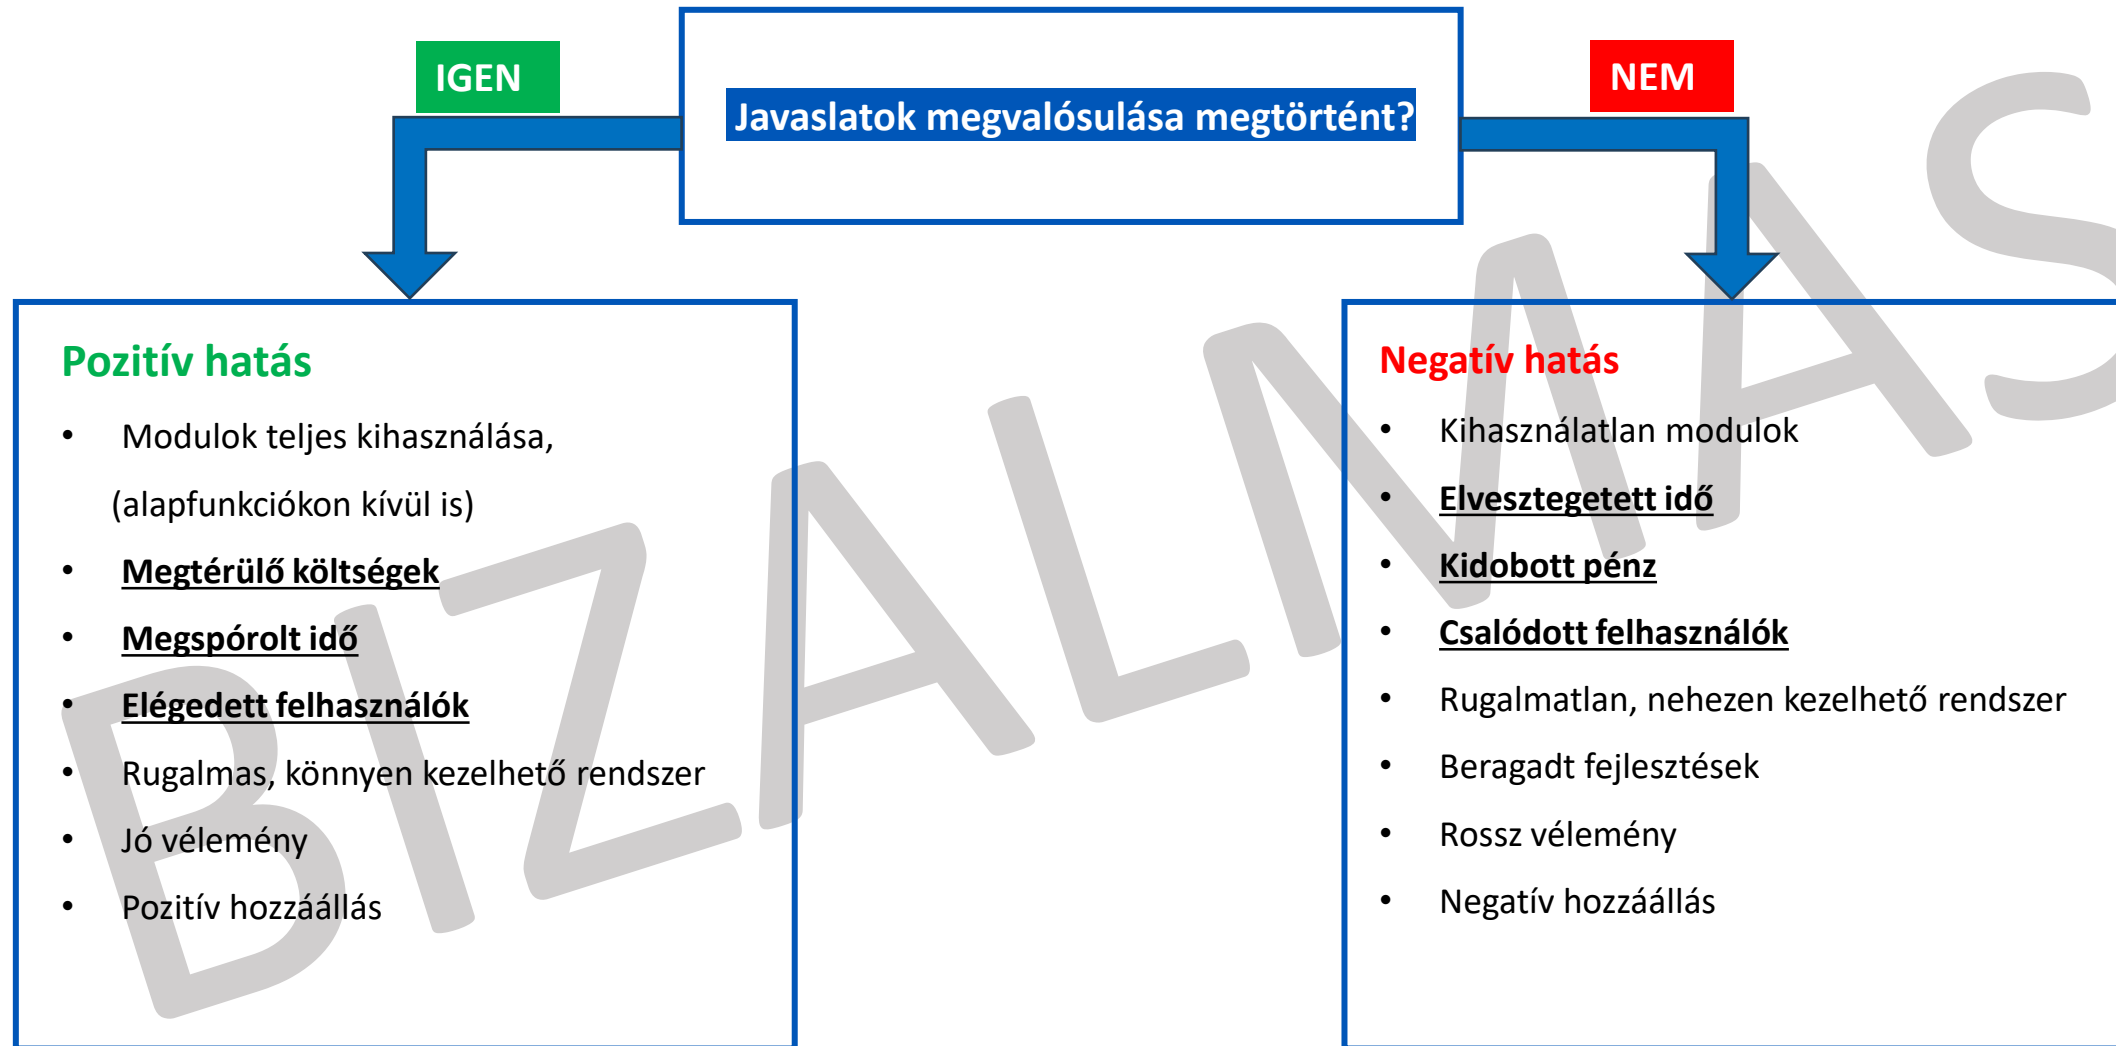 IGEN
Javaslatok megvalósulása megtörtént?
NEM
Pozitív hatás
• Modulok teljes kihasználása,
(alapfunkciókon kívül is)
• Megtérülő költségek
• Megspórolt idő
• Elégedett felhasználók
• Rugalmas, könnyen kezelhető rendszer
• Jó vélemény
• Pozitív hozzáállás
Negatív hatás
• Kihasználatlan modulok
• Elvesztegetett idő
• Kidobott pénz
• Csalódott felhasználók
• Rugalmatlan, nehezen kezelhető rendszer
• Beragadt fejlesztések
• Rossz vélemény
• Negatív hozzáállás
BIZALMAS